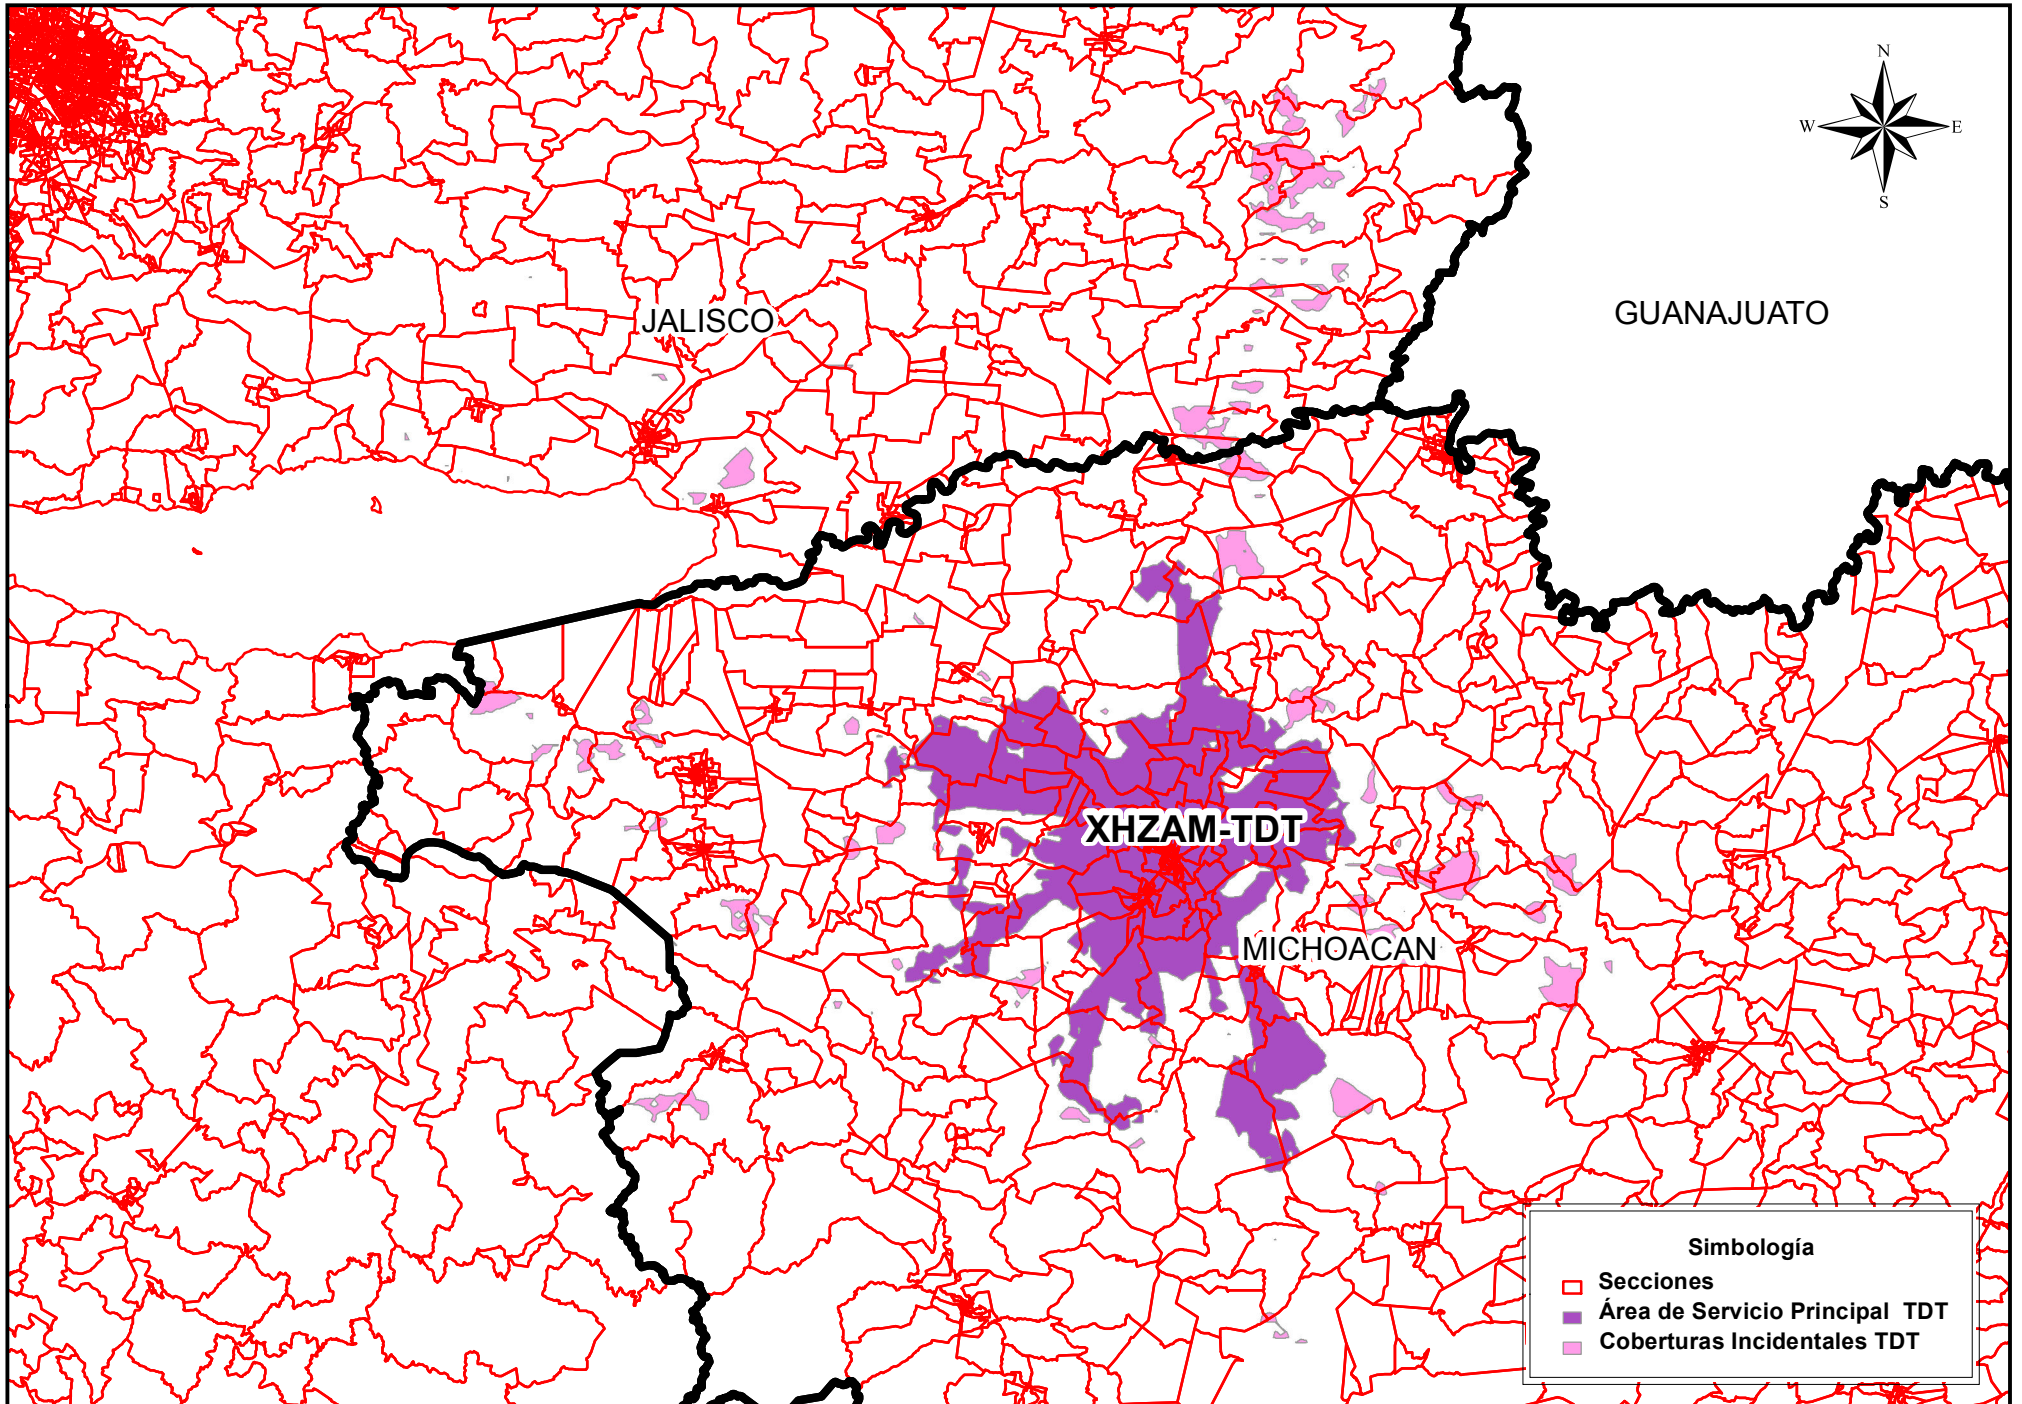 N
W E
S
JALISCO
GUANAJUATO
XHZAM-TDT
MICHOACAN
Simbología
Secciones
Área de Servicio Principal TDT
Coberturas Incidentales TDT